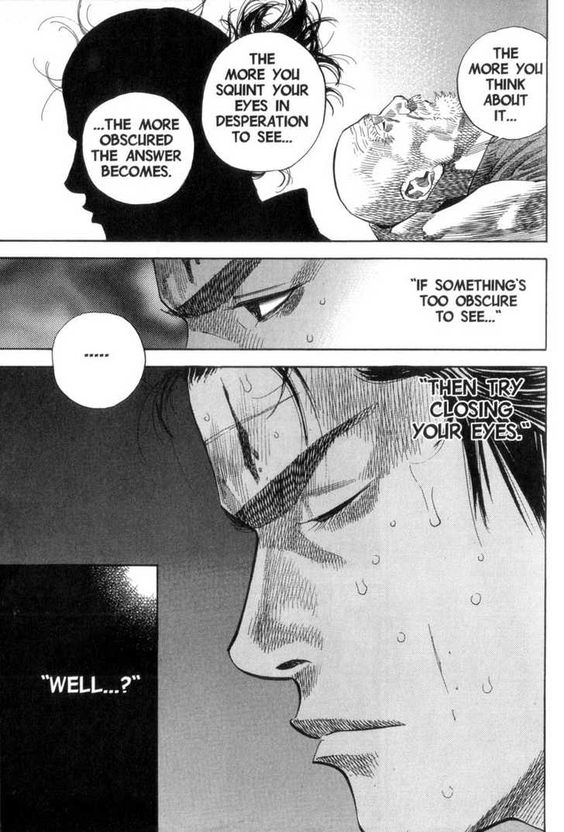 THE
MORE YOU
THINK
ABOUT
IT...
THE
MORE YOU
SQUINT YOUR
EYES IN
DESPERATION
TO SEE...
...THE MORE
OBSCURED
THE ANSWER
BECOMES.
"IF SOMETHING'S
TOO OBSCURE
TO SEE..."
.....
"THEN TRY
CLOSING
YOUR EYES."
"WELL...?"